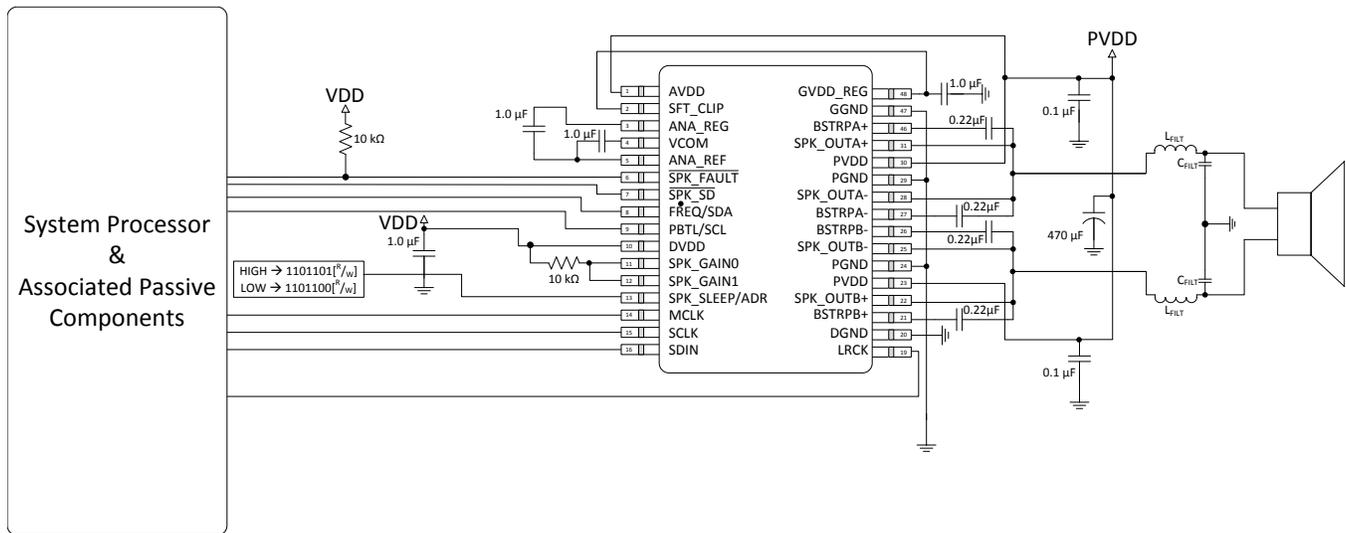 System Processor
&
Associated Passive
Components
VDD
10 kΩ
VDD
1.0 µF
HIGH → 1101101[R/W]
LOW → 1101100[R/W]
1.0 µF
1.0 µF
10 kΩ
1 AVDD
2 SFT_CLIP
3 ANA_REG
4 VCOM
5 ANA_REF
6 SPK_FAULT
7 SPK_SD
8 FREQ/SDA
9 PBTL/SCL
10 DVDD
11 SPK_GAIN0
12 SPK_GAIN1
13 SPK_SLEEP/ADR
14 MCLK
15 SCLK
16 SDIN
GVDD_REG 48
GGND 47
BSTRPA+ 46
SPK_OUTA+ 31
PVDD 30
PGND 29
SPK_OUTA- 28
BSTRPA- 27
BSTRPB- 26
SPK_OUTB- 25
PGND 24
PVDD 23
SPK_OUTB+ 22
BSTRPB+ 21
DGND 20
LRCK 19
1.0 µF
0.22µF
0.22µF
0.22µF
0.22µF
PVDD
0.1 µF
470 µF
0.1 µF
LFILT
CFILT
CFILT
LFILT